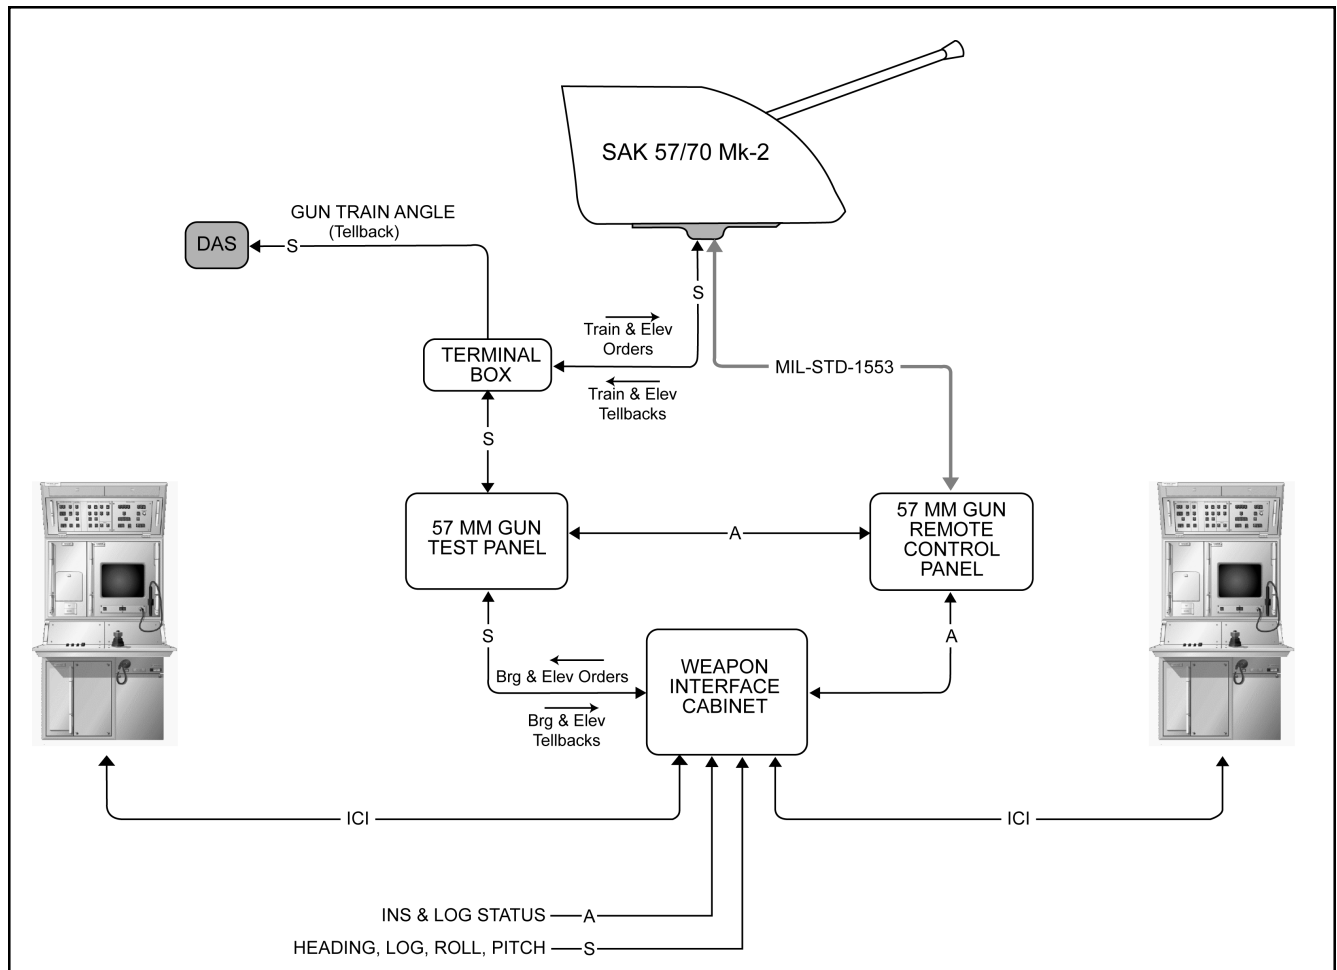 SAK 57/70 Mk-2
GUN TRAIN ANGLE
(Tellback)
DAS
S
S
Train & Elev
Orders
TERMINAL
BOX
MIL-STD-1553
Train & Elev
Tellbacks
S
57 MM GUN
TEST PANEL
A
57 MM GUN
REMOTE
CONTROL
PANEL
S
A
Brg & Elev Orders
WEAPON
INTERFACE
CABINET
Brg & Elev
Tellbacks
ICI
ICI
INS & LOG STATUS
A
HEADING, LOG, ROLL, PITCH
S